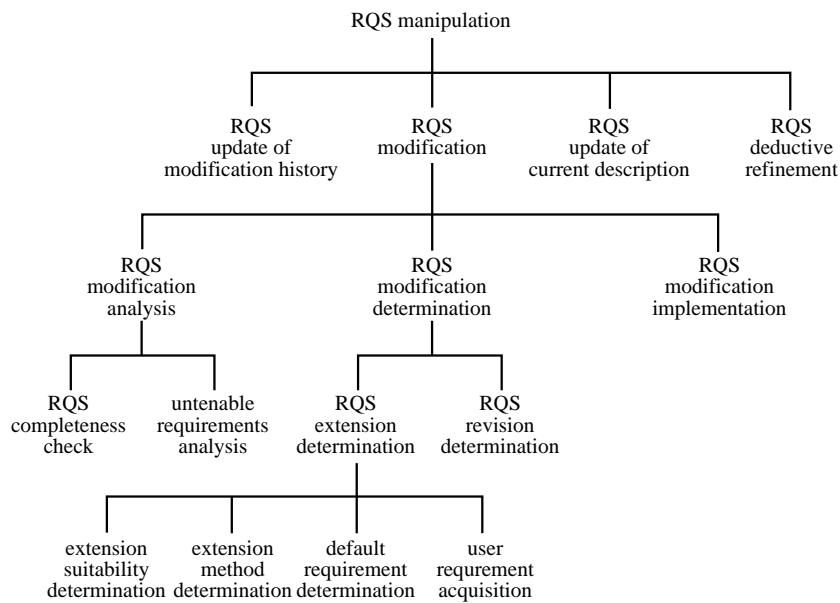 RQS manipulation
RQS
update of
modification history
RQS
modification
RQS
update of
current description
RQS
deductive
refinement
RQS
modification
analysis
RQS
modification
determination
RQS
modification
implementation
RQS
completeness
check
untenable
requirements
analysis
RQS
extension
determination
RQS
revision
determination
extension
suitability
determination
extension
method
determination
default
requirement
determination
user
requrement
acquisition